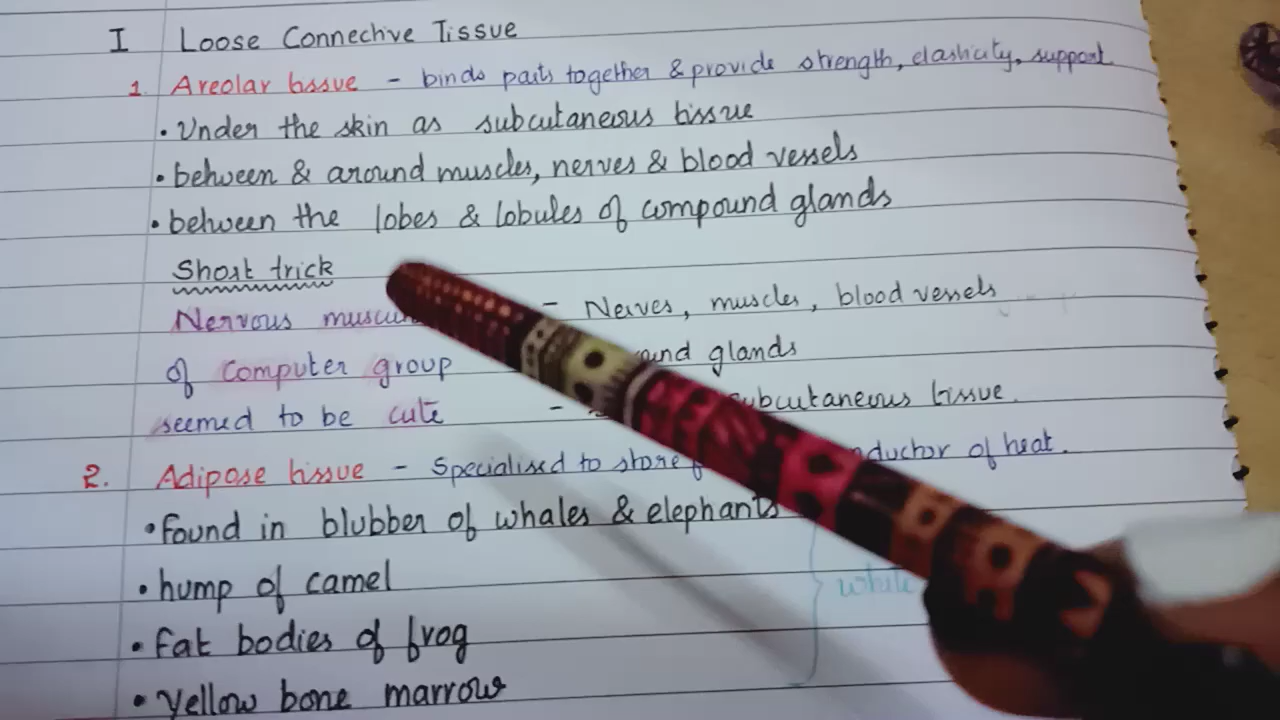 I Loose Connective Tissue
1. Areolar tissue - binds parts together & provide strength, elasticity, support
• Under the skin as subcutaneous tissue
• between & around muscles, nerves & blood vessels
• between the lobes & lobules of compound glands
Short trick
Nervous - Nerves, muscles, blood vessels
of computer group glands
seemed to be cute - subcutaneous tissue.
2. Adipose tissue - Specialised to store of heat.
• Found in blubber of whales & elephants
• hump of camel
• Fat bodies of frog
• Yellow bone marrow